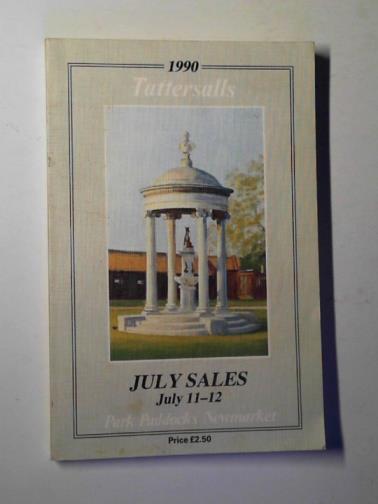 1990
Tattersalls
JULY SALES
July 11-12
Park Paddocks Newmarket
Price £2.50